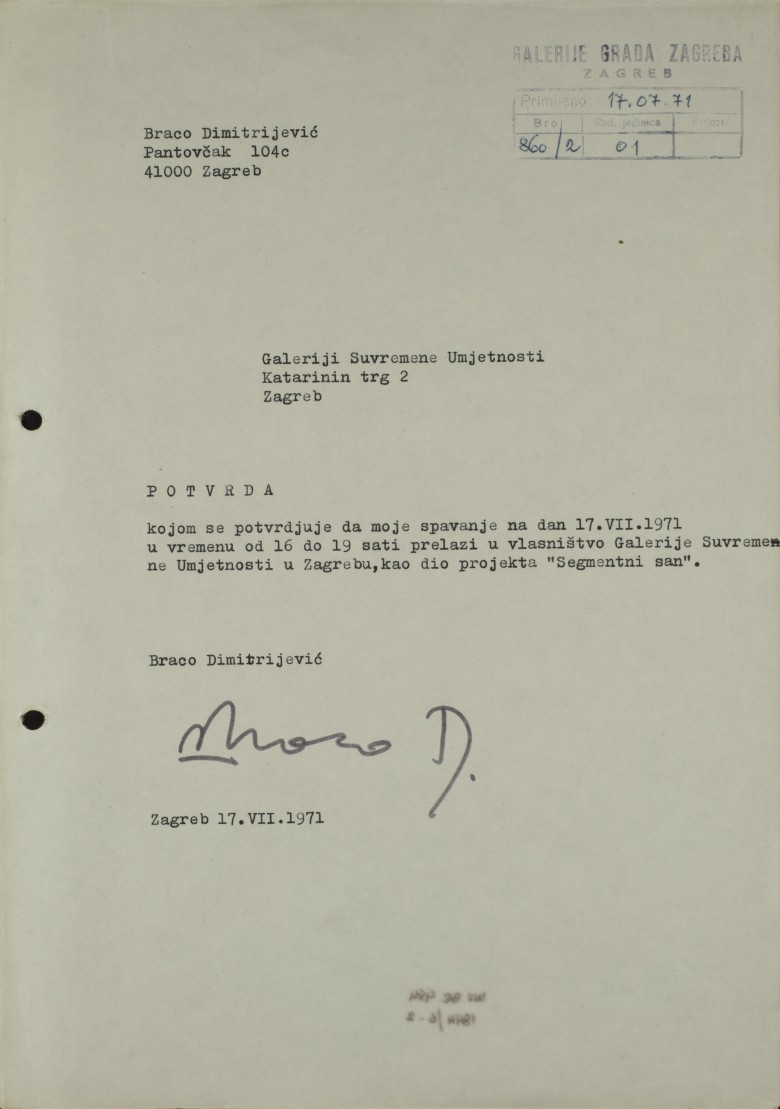 GALERIJE GRADA ZAGREBA
ZAGREB
Primljeno: 17.07.71
Broj Rad. jedinica
860/2 01
Braco Dimitrijević
Pantovčak 104c
41000 Zagreb
Galeriji Suvremene Umjetnosti
Katarinin trg 2
Zagreb
P O T V R D A
kojom se potvrdjuje da moje spavanje na dan 17.VII.1971
u vremenu od 16 do 19 sati prelazi u vlasništvo Galerije Suvreme
ne Umjetnosti u Zagrebu,kao dio projekta "Segmentni san".
Braco Dimitrijević
Braco D.
Zagreb 17.VII.1971